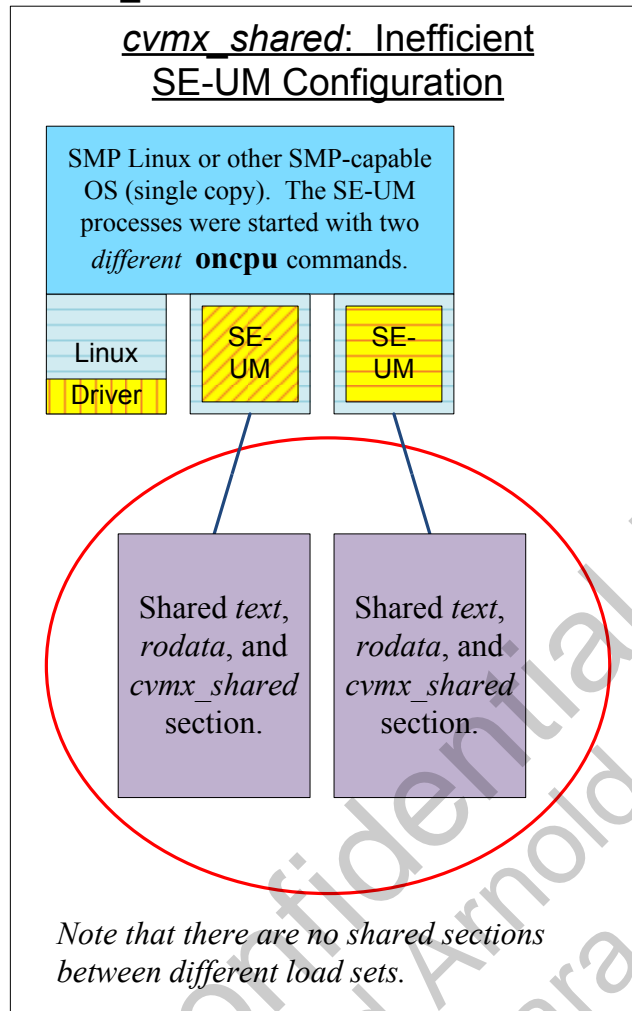 cvmx_shared: Inefficient
SE-UM Configuration
SMP Linux or other SMP-capable
OS (single copy). The SE-UM
processes were started with two
different oncpu commands.
Linux
Driver
SE-
UM
SE-
UM
Shared text,
rodata, and
cvmx_shared
section.
Shared text,
rodata, and
cvmx_shared
section.
Note that there are no shared sections
between different load sets.
onfidential
Arnold